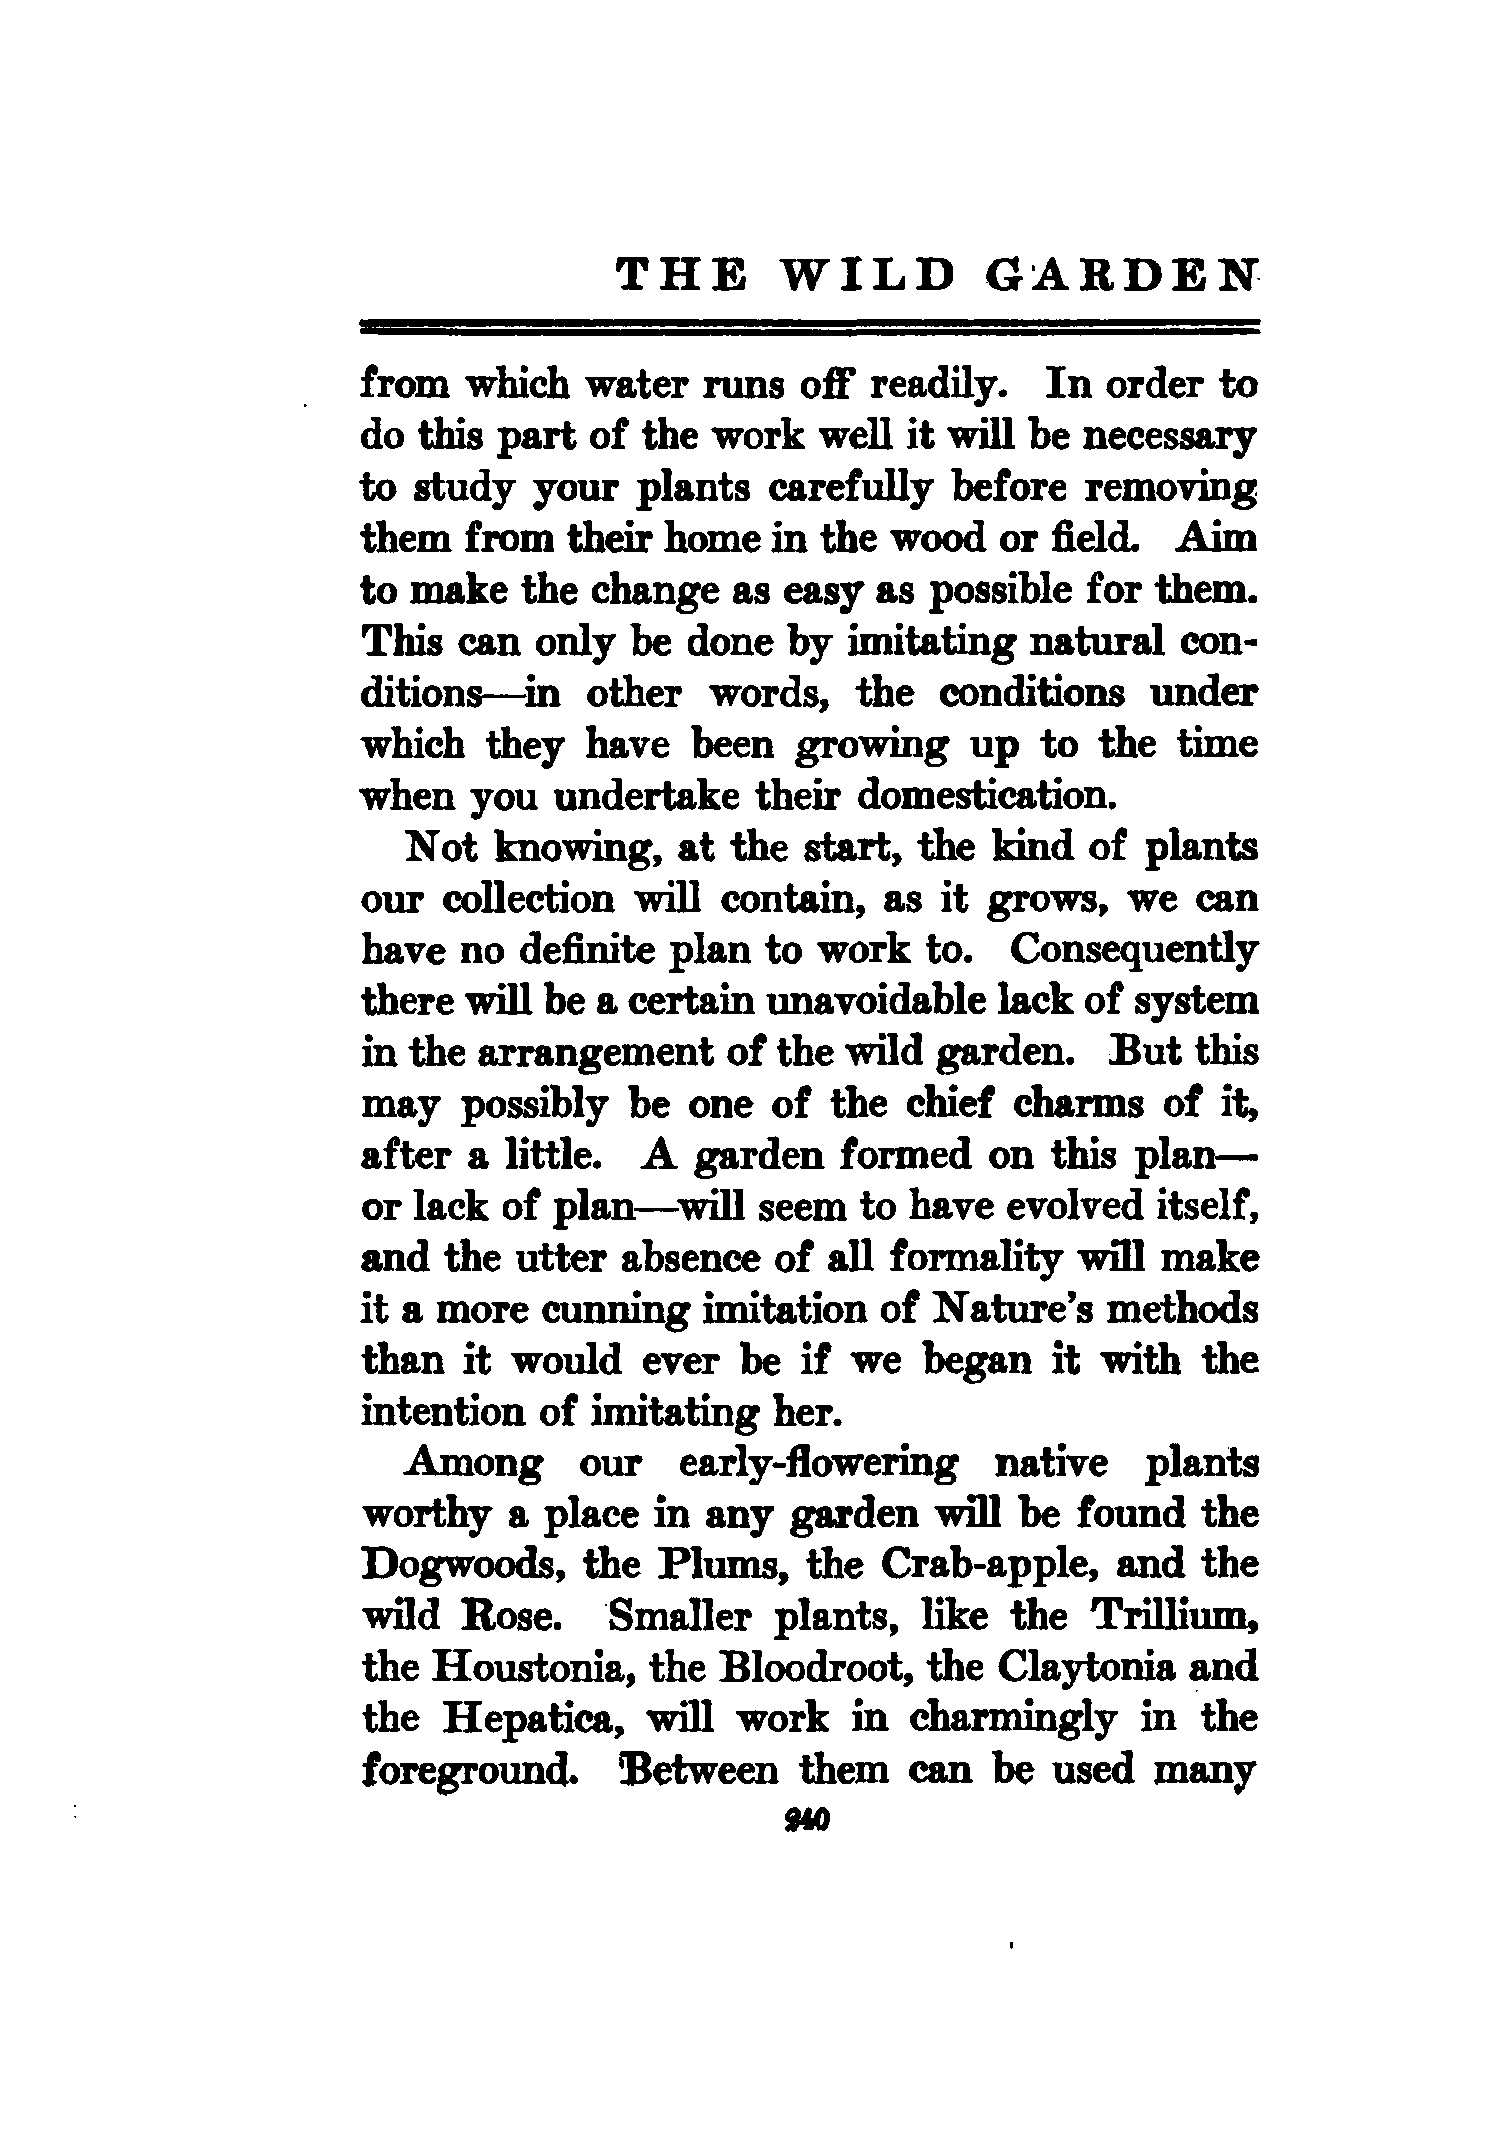 THE WILD GARDEN
from which water runs off readily. In order to
do this part of the work well it will be necessary
to study your plants carefully before removing
them from their home in the wood or field. Aim
to make the change as easy as possible for them.
This can only be done by imitating natural con-
ditions—in other words, the conditions under
which they have been growing up to the time
when you undertake their domestication.
Not knowing, at the start, the kind of plants
our collection will contain, as it grows, we can
have no definite plan to work to. Consequently
there will be a certain unavoidable lack of system
in the arrangement of the wild garden. But this
may possibly be one of the chief charms of it,
after a little. A garden formed on this plan—
or lack of plan—will seem to have evolved itself,
and the utter absence of all formality will make
it a more cunning imitation of Nature's methods
than it would ever be if we began it with the
intention of imitating her.
Among our early-flowering native plants
worthy a place in any garden will be found the
Dogwoods, the Plums, the Crab-apple, and the
wild Rose. Smaller plants, like the Trillium,
the Houstonia, the Bloodroot, the Claytonia and
the Hepatica, will work in charmingly in the
foreground. Between them can be used many
240